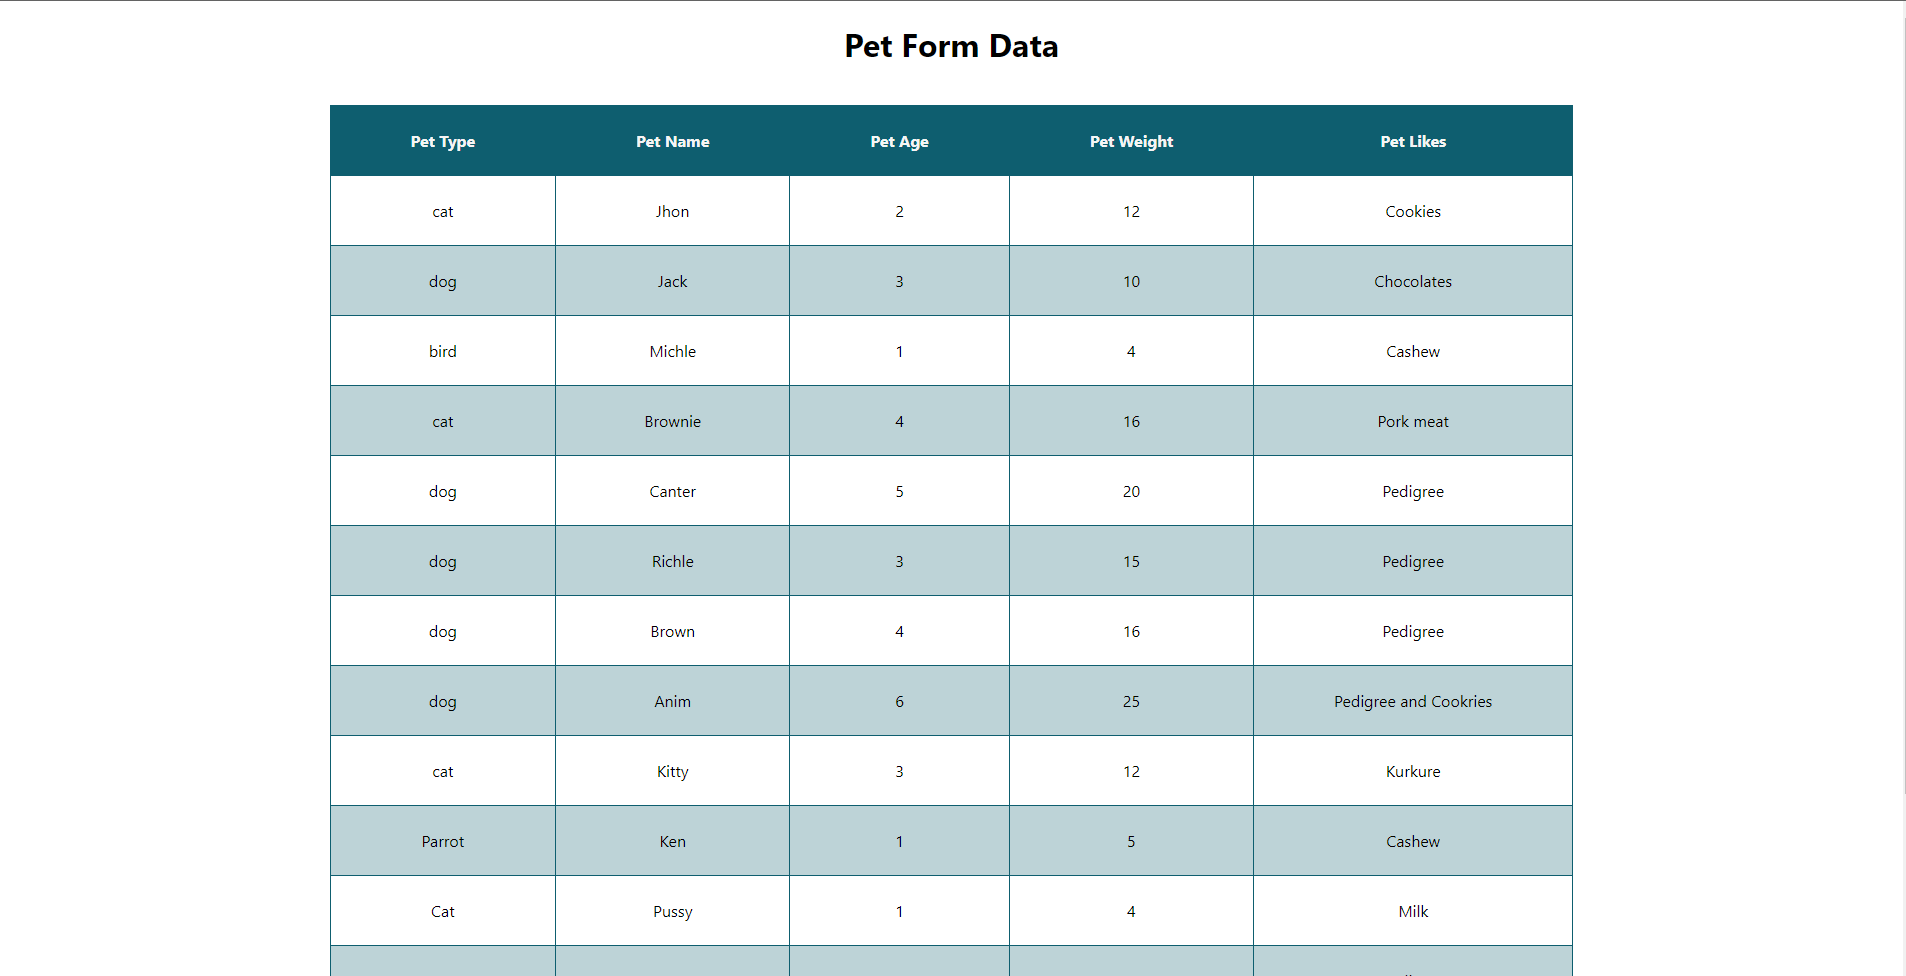 Pet Form Data
Pet Type Pet Name Pet Age Pet Weight Pet Likes
cat Jhon 2 12 Cookies
dog Jack 3 10 Chocolates
bird Michle 1 4 Cashew
cat Brownie 4 16 Pork meat
dog Canter 5 20 Pedigree
dog Richle 3 15 Pedigree
dog Brown 4 16 Pedigree
dog Anim 6 25 Pedigree and Cookries
cat Kitty 3 12 Kurkure
Parrot Ken 1 5 Cashew
Cat Pussy 1 4 Milk